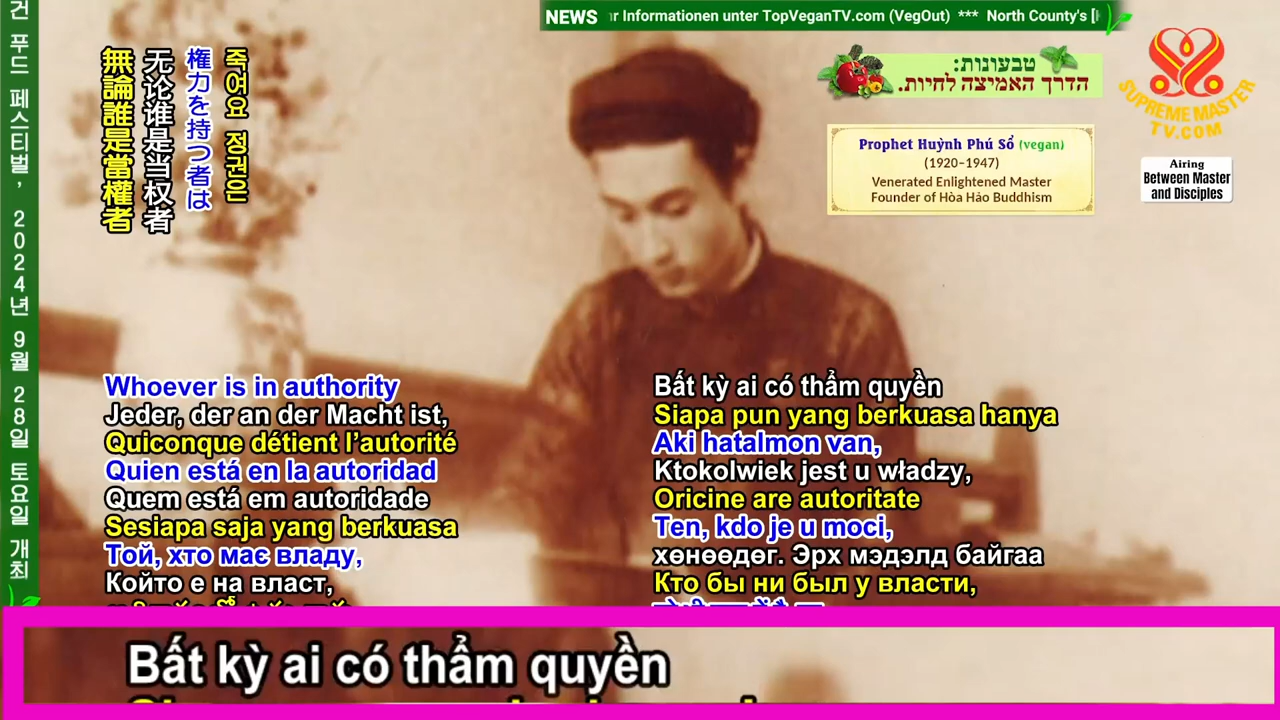 NEWS ır Informationen unter TopVeganTV.com (VegOut) *** North County's [
건 푸드 페스티벌, 2024년 9월 28일 토요일 개최
無論誰是當權者
无论谁是当权者
権力を持つ者は
죽어요 정권은
טבעונות:
הדרך האמיצה לחיות.
SUPREME MASTER
TV.COM
Prophet Huỳnh Phú Sổ (vegan)
(1920–1947)
Venerated Enlightened Master
Founder of Hòa Hảo Buddhism
Airing
Between Master
and Disciples
Whoever is in authority
Jeder, der an der Macht ist,
Quiconque détient l’autorité
Quien está en la autoridad
Quem está em autoridade
Sesiapa saja yang berkuasa
Той, хто має владу,
Който е на власт,
Bất kỳ ai có thẩm quyền
Siapa pun yang berkuasa hanya
Aki hatalmon van,
Ktokolwiek jest u władzy,
Oricine are autoritate
Ten, kdo je u moci,
хөнөөдөг. Эрх мэдэлд байгаа
Кто бы ни был у власти,
Bất kỳ ai có thẩm quyền